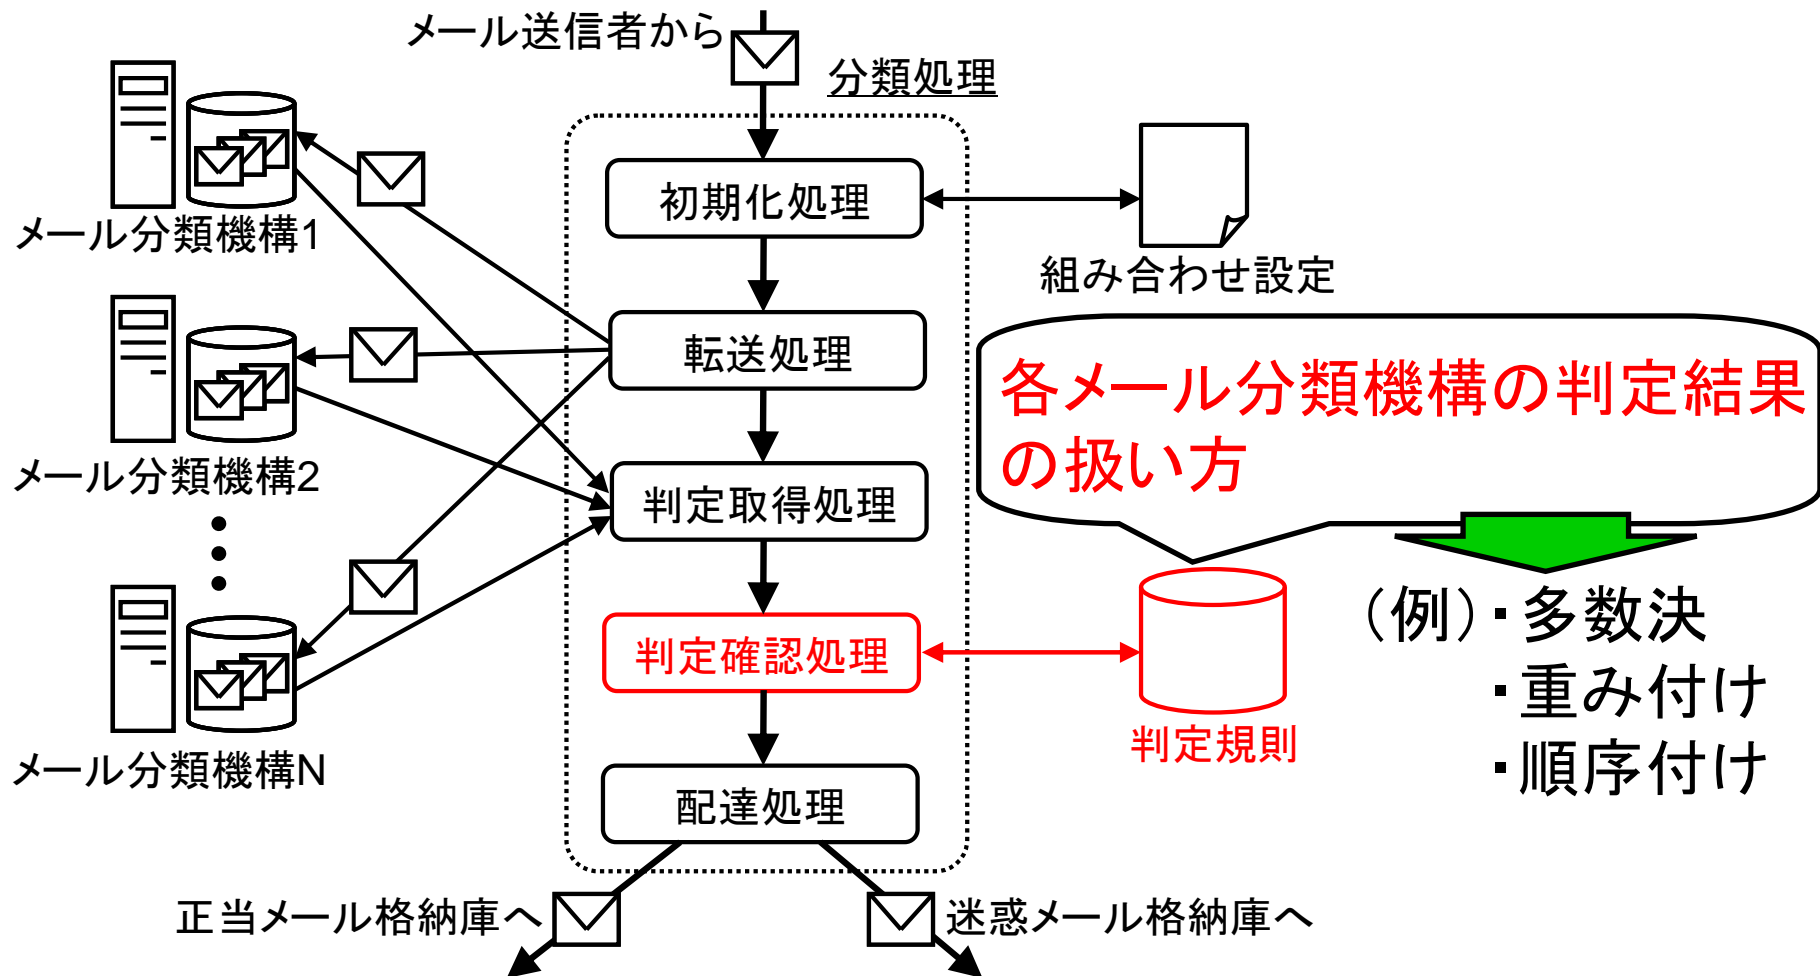 メール送信者から
分類処理
メール分類機構1
初期化処理
組み合わせ設定
転送処理
各メール分類機構の判定結果
の扱い方
メール分類機構2
判定取得処理
（例）・多数決
・重み付け
・順序付け
判定確認処理
判定規則
メール分類機構N
配達処理
正当メール格納庫へ
迷惑メール格納庫へ